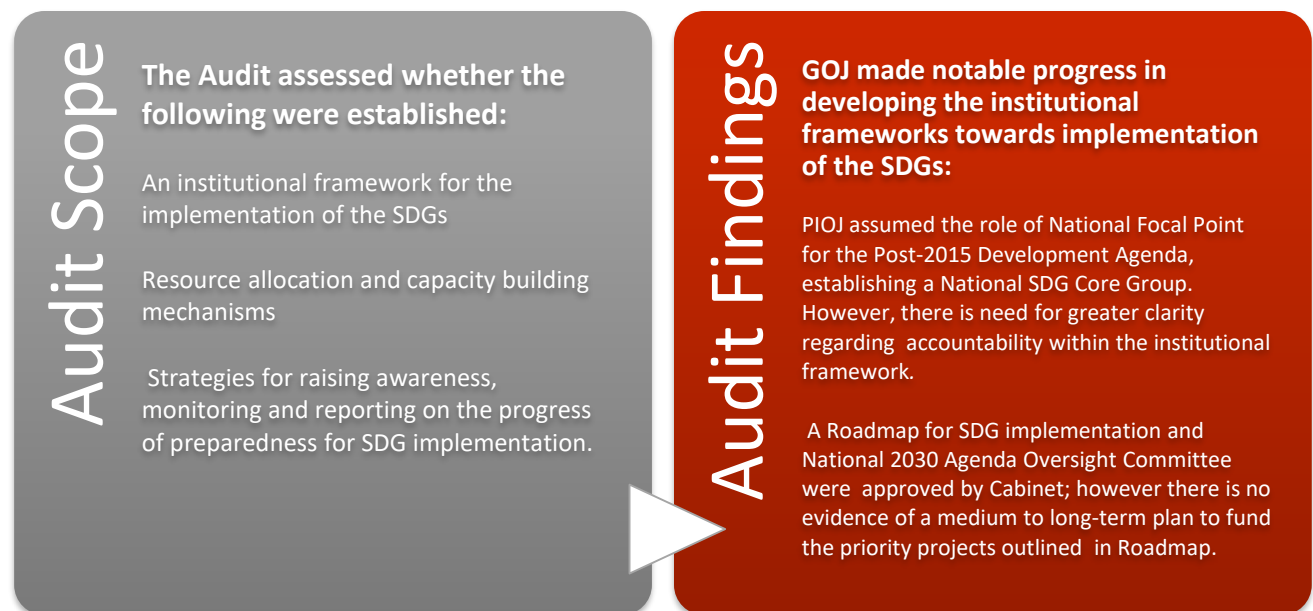 Audit Scope
The Audit assessed whether the
following were established:
An institutional framework for the
implementation of the SDGs
Resource allocation and capacity building
mechanisms
Strategies for raising awareness,
monitoring and reporting on the progress
of preparedness for SDG implementation.
Audit Findings
GOJ made notable progress in
developing the institutional
frameworks towards implementation
of the SDGs:
PIOJ assumed the role of National Focal Point
for the Post-2015 Development Agenda,
establishing a National SDG Core Group.
However, there is need for greater clarity
regarding accountability within the institutional
framework.
A Roadmap for SDG implementation and
National 2030 Agenda Oversight Committee
were approved by Cabinet; however there is no
evidence of a medium to long-term plan to fund
the priority projects outlined in Roadmap.